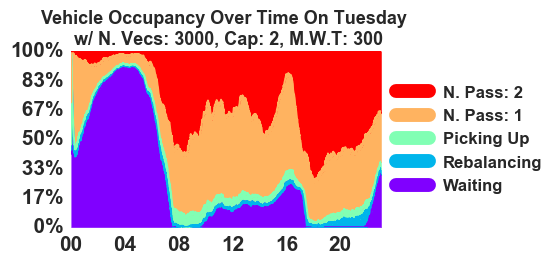 Vehicle Occupancy Over Time On Tuesday
w/ N. Vecs: 3000, Cap: 2, M.W.T: 300
100%
83%
67%
50%
33%
17%
0%
00 04 08 12 16 20
N. Pass: 2
N. Pass: 1
Picking Up
Rebalancing
Waiting